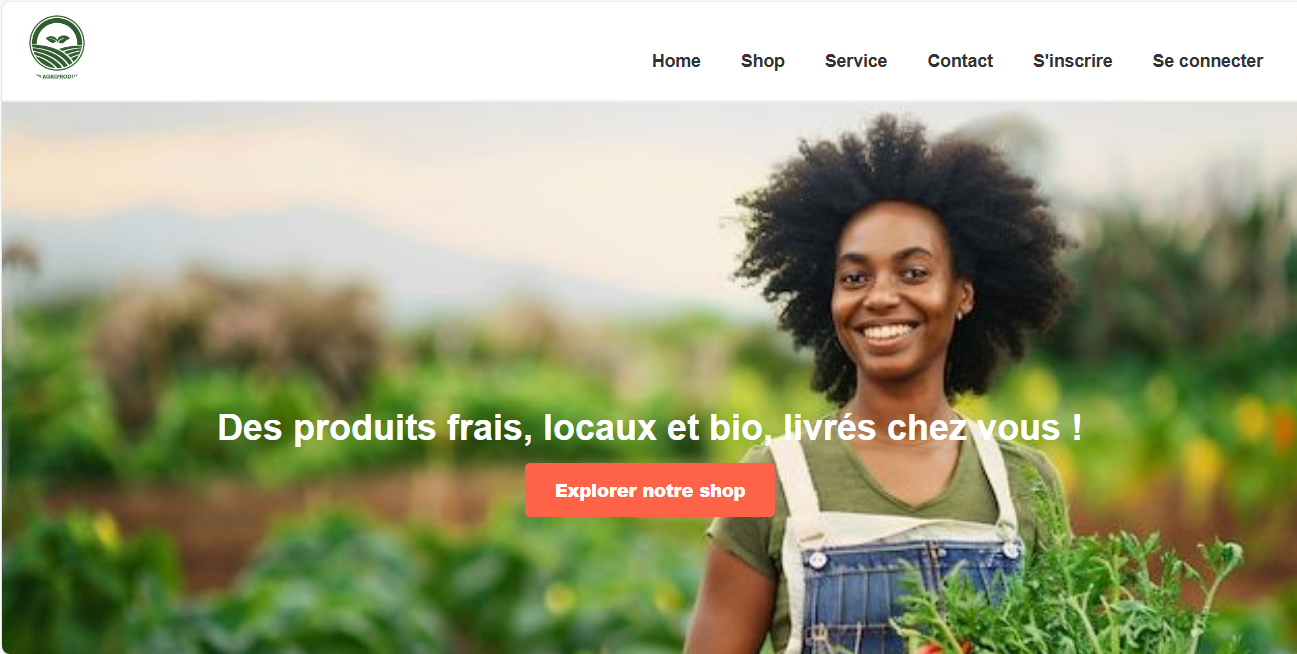 AGRIPROD
Home
Shop
Service
Contact
S'inscrire
Se connecter
Des produits frais, locaux et bio, livrés chez vous !
Explorer notre shop